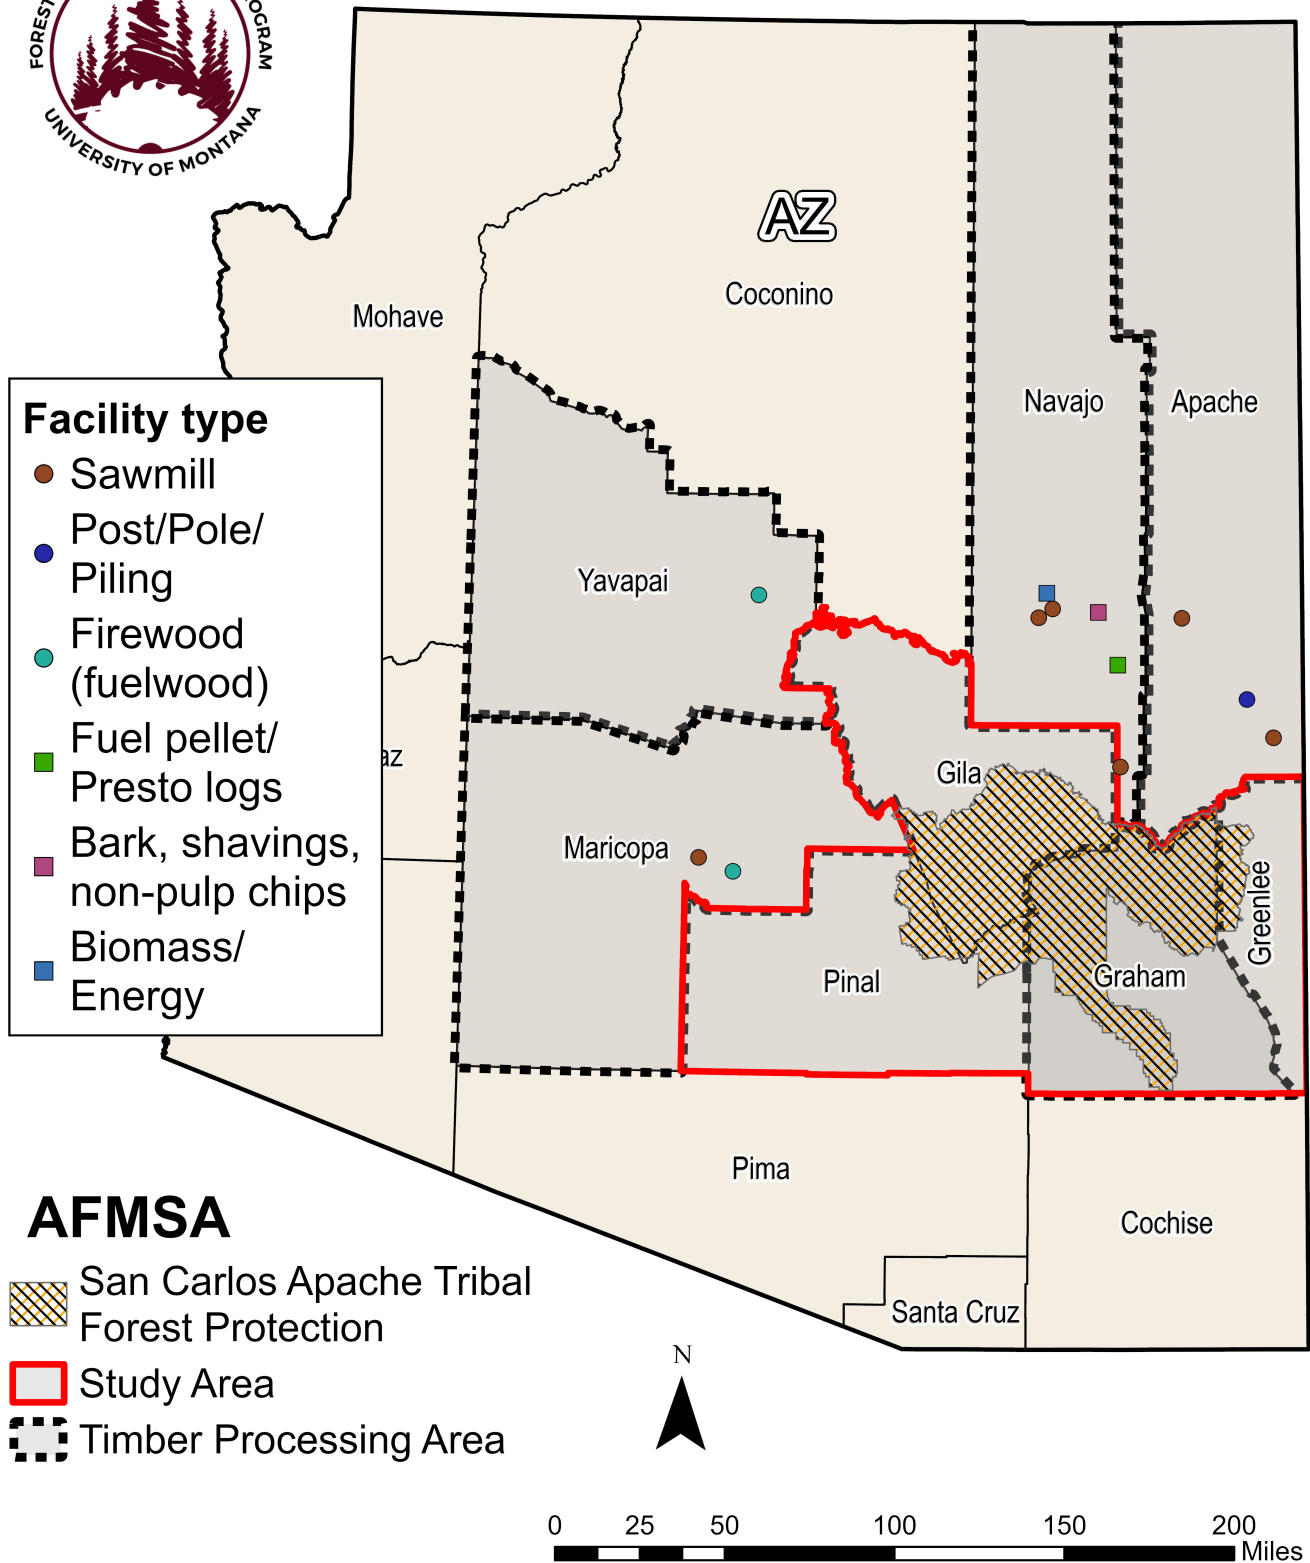 FOREST
OGRAM
UNIVERSITY OF MONTANA
AZ
Coconino
Mohave
Navajo
Apache
Facility type
Sawmill
Post/Pole/
Piling
Firewood
(fuelwood)
Fuel pellet/
Presto logs
Bark, shavings,
non-pulp chips
Biomass/
Energy
Yavapai
az
Gila
Maricopa
Greenlee
Pinal
Graham
Pima
Cochise
Santa Cruz
AFMSA
San Carlos Apache Tribal
Forest Protection
Study Area
Timber Processing Area
N
0 25 50 100 150 200
Miles